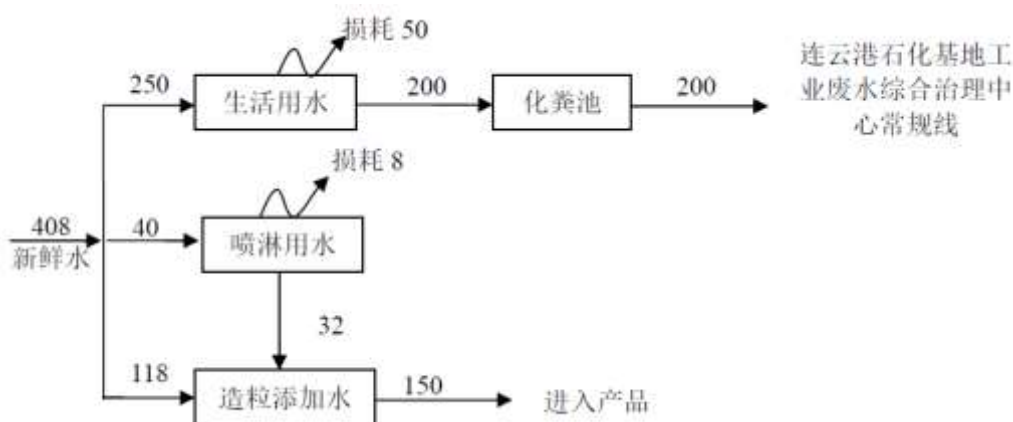 损耗 50
250
生活用水
200
化粪池
200
连云港石化基地工
业废水综合治理中
心常规线
损耗 8
408
新鲜水
40
喷淋用水
32
118
造粒添加水
150
进入产品